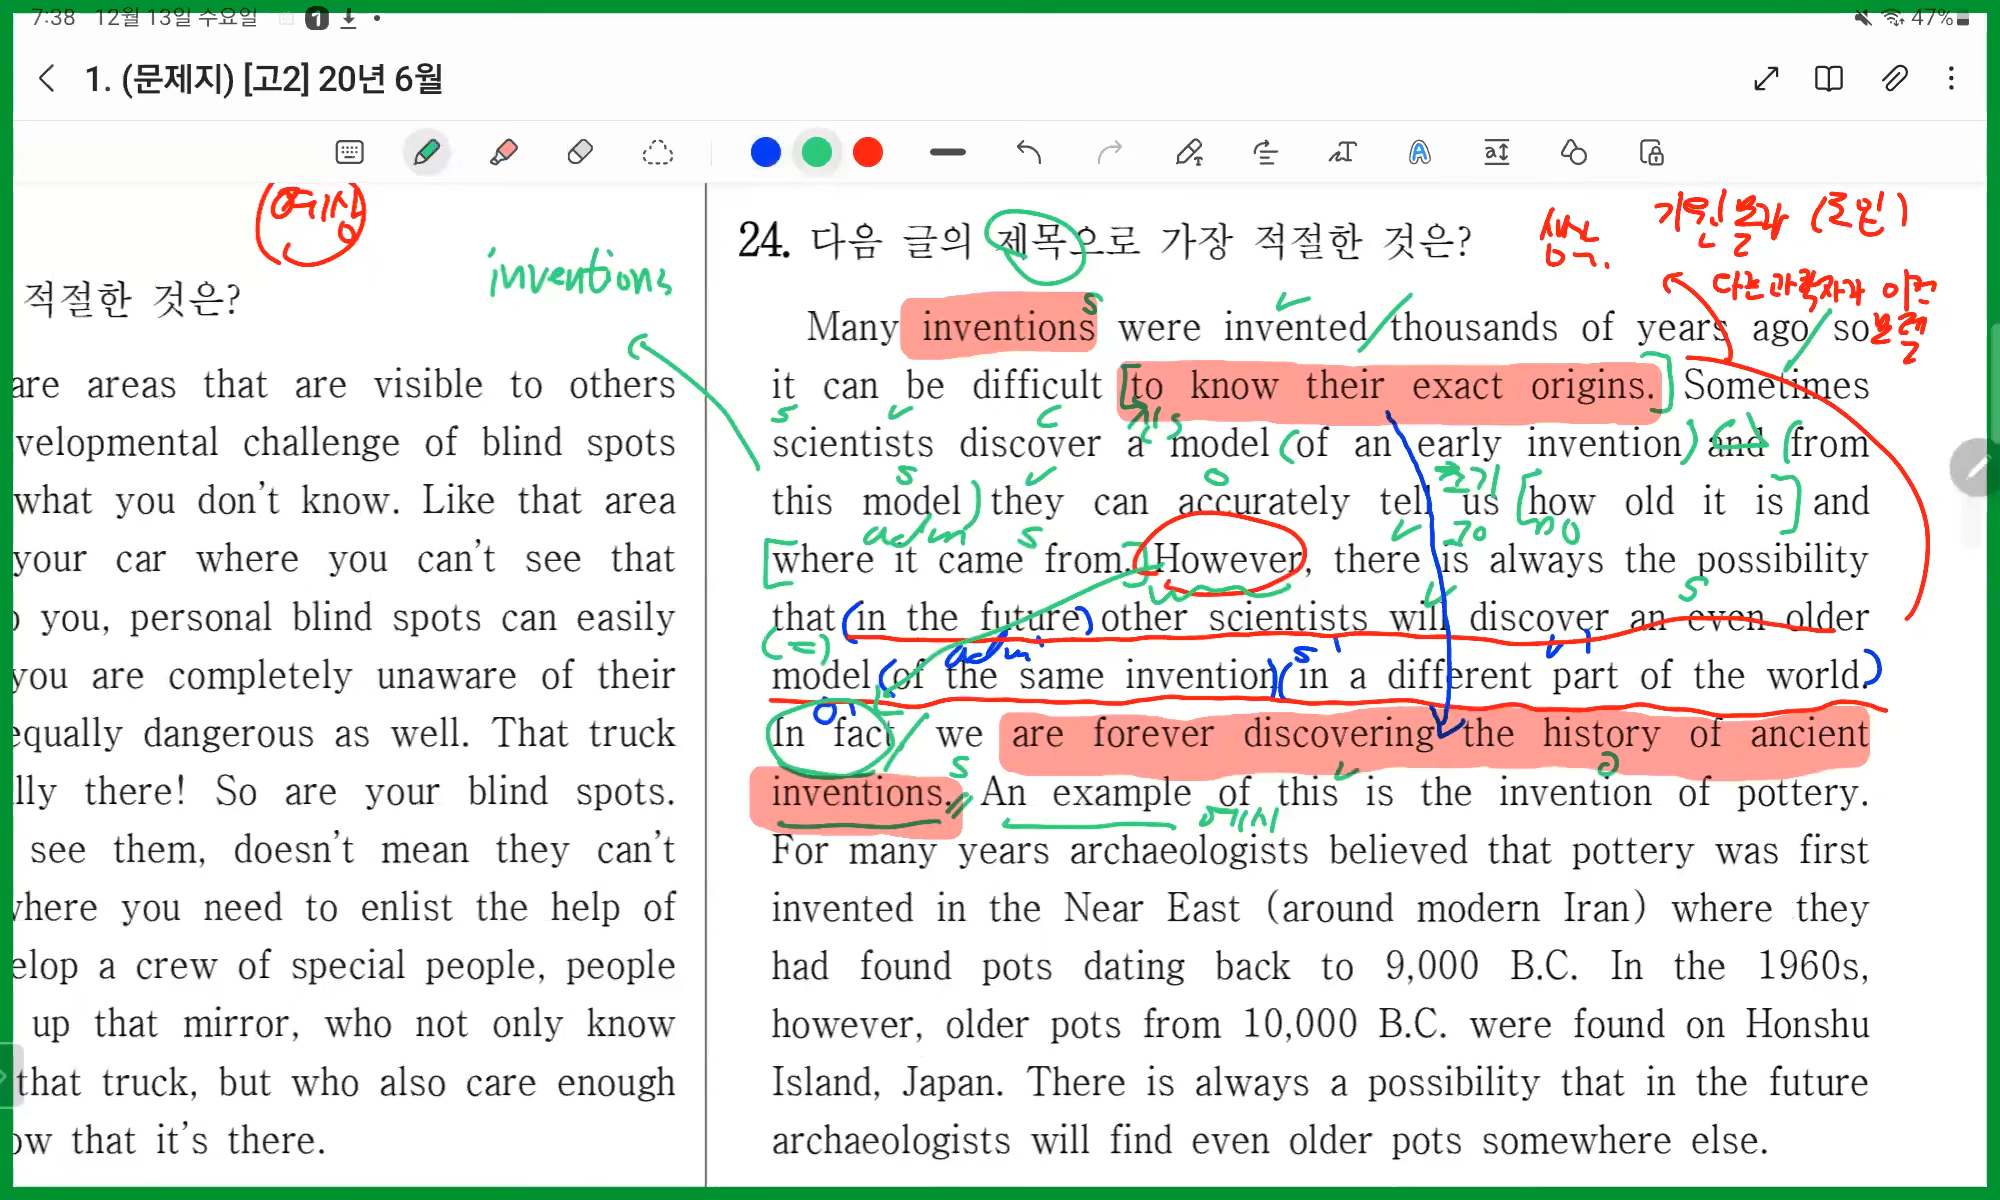 7:38 12월 13일 수요일
47%
1. (문제지) [고2] 20년 6월
예상
inventions
적절한 것은?
are areas that are visible to others
velopmental challenge of blind spots
what you don't know. Like that area
your car where you can't see that
you, personal blind spots can easily
you are completely unaware of their
equally dangerous as well. That truck
lly there! So are your blind spots.
see them, doesn't mean they can't
where you need to enlist the help of
elop a crew of special people, people
up that mirror, who not only know
that truck, but who also care enough
ow that it's there.
24. 다음 글의 제목으로 가장 적절한 것은?
기원 몰라
다른 과학자가
Many inventions were invented thousands of years ago so
it can be difficult to know their exact origins. Sometimes
scientists discover a model of an early invention and from
this model they can accurately tell us how old it is and
where it came from. However, there is always the possibility
that in the future other scientists will discover an even older
model of the same invention in a different part of the world.
In fact, we are forever discovering the history of ancient
inventions. An example of this is the invention of pottery.
예시
For many years archaeologists believed that pottery was first
invented in the Near East (around modern Iran) where they
had found pots dating back to 9,000 B.C. In the 1960s,
however, older pots from 10,000 B.C. were found on Honshu
Island, Japan. There is always a possibility that in the future
archaeologists will find even older pots somewhere else.